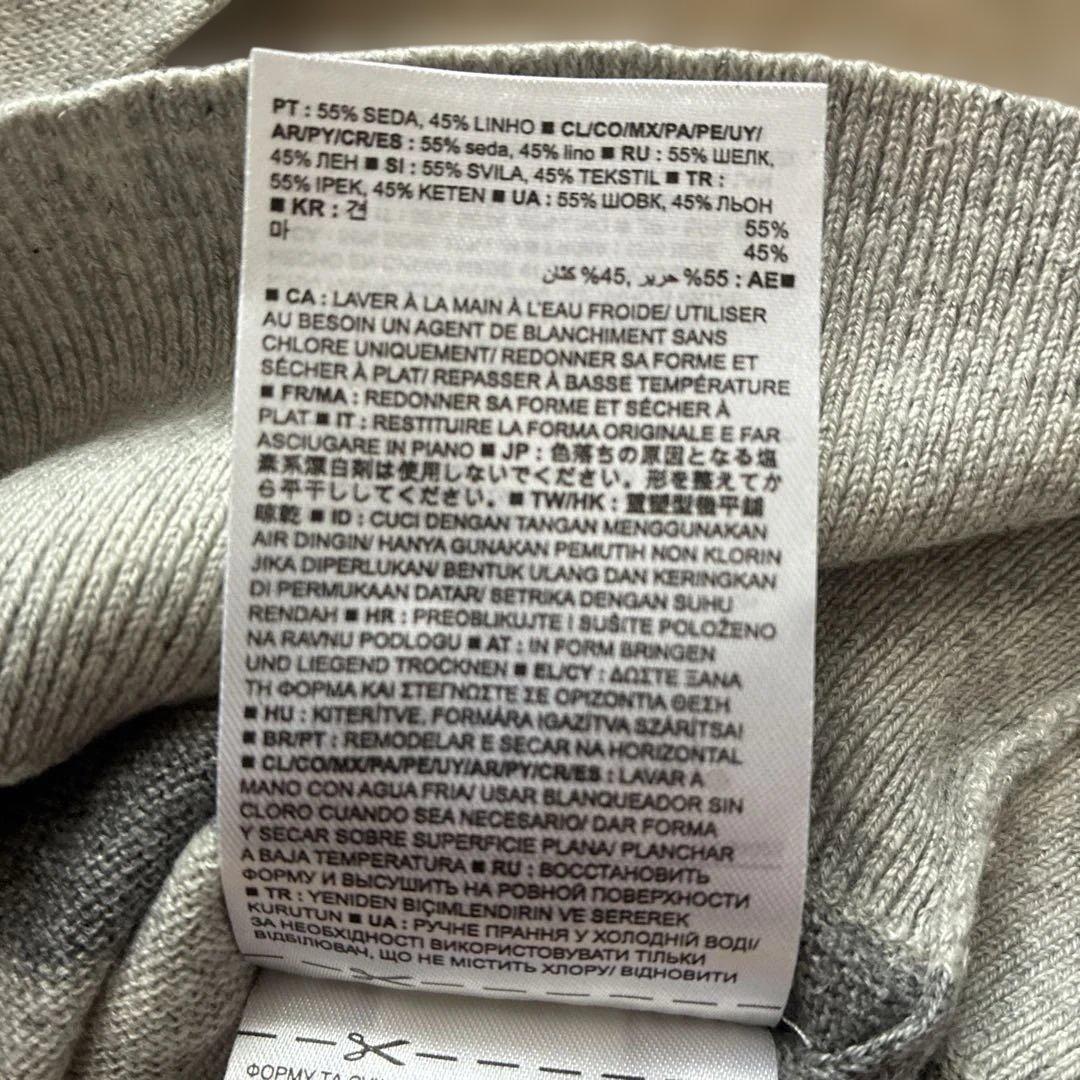 PT : 55% SEDA, 45% LINHO ■ CL/CO/MX/PA/PE/UY/
AR/PY/CR/ES : 55% seda, 45% lino ■ RU : 55% ШЕЛК,
45% ЛЕН ■ SI : 55% SVILA, 45% TEKSTIL ■ TR :
55% IPEK, 45% KETEN ■ UA : 55% ШОВК, 45% ЛЬОН
■ KR : 견 55%
마 45%
■AE : 55% حرير ,45% كتان
■ CA : LAVER À LA MAIN À L'EAU FROIDE/ UTILISER
AU BESOIN UN AGENT DE BLANCHIMENT SANS
CHLORE UNIQUEMENT/ REDONNER SA FORME ET
SÉCHER À PLAT/ REPASSER À BASSE TEMPÉRATURE
■ FR/MA : REDONNER SA FORME ET SÉCHER À
PLAT ■ IT : RESTITUIRE LA FORMA ORIGINALE E FAR
ASCIUGARE IN PIANO ■ JP : 色落ちの原因となる塩
素系漂白剤は使用しないでください。形を整えてか
ら平干ししてください。■ TW/HK : 重塑型後平舖
晾乾 ■ ID : CUCI DENGAN TANGAN MENGGUNAKAN
AIR DINGIN/ HANYA GUNAKAN PEMUTIH NON KLORIN
JIKA DIPERLUKAN/ BENTUK ULANG DAN KERINGKAN
DI PERMUKAAN DATAR/ SETRIKA DENGAN SUHU
RENDAH ■ HR : PREOBLIKUJTE I SUŠITE POLOŽENO
NA RAVNU PODLOGU ■ AT : IN FORM BRINGEN
UND LIEGEND TROCKNEN ■ EL/CY : ΔΩΣΤΕ ΞΑΝΑ
ΤΗ ΦΟΡΜΑ ΚΑΙ ΣΤΕΓΝΩΣΤΕ ΣΕ ΟΡΙΖΟΝΤΙΑ ΘΕΣΗ
■ HU : KITERÍTVE, FORMÁRA IGAZÍTVA SZÁRÍTSA!
■ BR/PT : REMODELAR E SECAR NA HORIZONTAL
■ CL/CO/MX/PA/PE/UY/AR/PY/CR/ES : LAVAR A
MANO CON AGUA FRIA/ USAR BLANQUEADOR SIN
CLORO CUANDO SEA NECESARIO/ DAR FORMA
Y SECAR SOBRE SUPERFICIE PLANA/ PLANCHAR
A BAJA TEMPERATURA ■ RU : ВОССТАНОВИТЬ
ФОРМУ И ВЫСУШИТЬ НА РОВНОЙ ПОВЕРХНОСТИ
■ TR : YENİDEN BİÇİMLENDİRİN VE SEREREK
KURUTUN ■ UA : РУЧНЕ ПРАННЯ У ХОЛОДНІЙ ВОДІ/
ЗА НЕОБХІДНОСТІ ВИКОРИСТОВУВАТИ ТІЛЬКИ
ВІДБІЛЮВАЧ, ЩО НЕ МІСТИТЬ ХЛОРУ/ ВІДНОВИТИ
ФОРМУ ТА